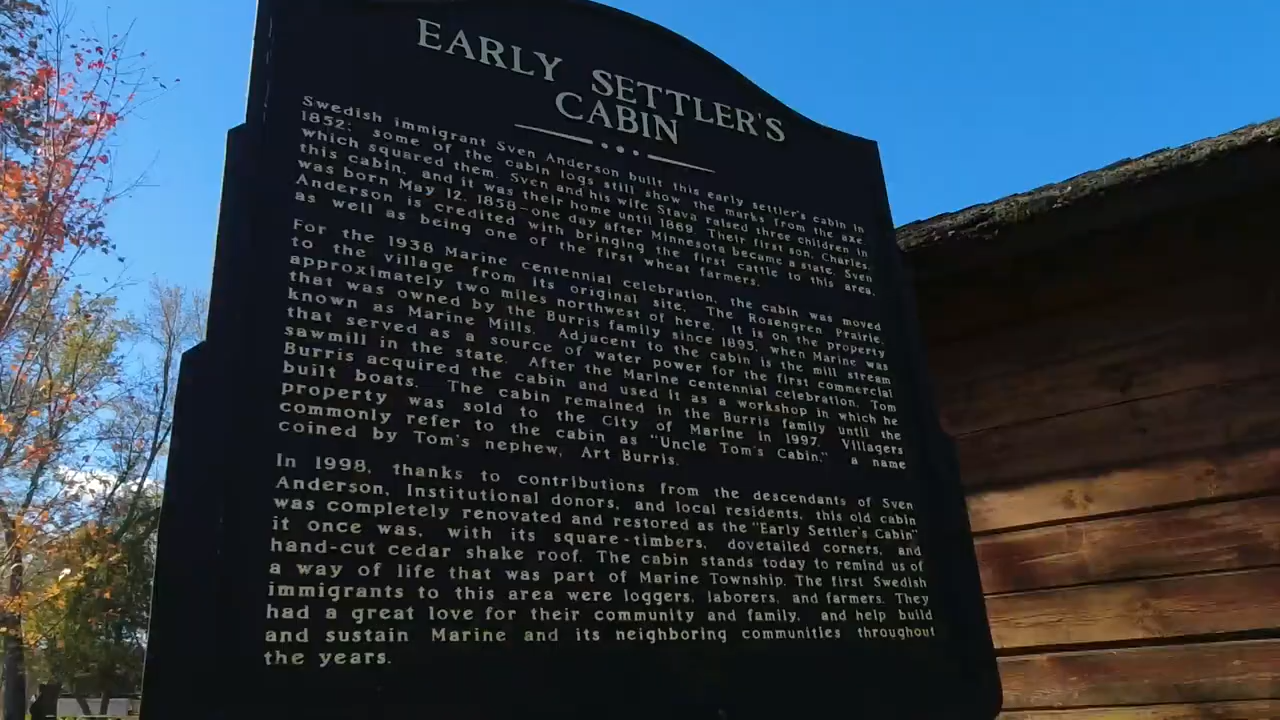 EARLY SETTLER'S
CABIN
Swedish immigrant Sven Anderson built this early settler's cabin in
1852; some of the cabin logs still show the marks from the axe
which squared them. Sven and his wife Stava raised three children in
this cabin, and it was their home until 1869. Their first son, Charles,
was born May 12, 1858-one day after Minnesota became a state. Sven
Anderson is credited with bringing the first cattle to this area,
as well as being one of the first wheat farmers.
For the 1938 Marine centennial celebration, the cabin was moved
to the village from its original site. The Rosengren Prairie,
approximately two miles northwest of here. It is on the property
that was owned by the Burris family since 1895, when Marine was
known as Marine Mills. Adjacent to the cabin is the mill stream
that served as a source of water power for the first commercial
sawmill in the state. After the Marine centennial celebration, Tom
Burris acquired the cabin and used it as a workshop in which he
built boats. The cabin remained in the Burris family until the
property was sold to the City of Marine in 1997. Villagers
commonly refer to the cabin as "Uncle Tom's Cabin," a name
coined by Tom's nephew, Art Burris.
In 1998, thanks to contributions from the descendants of Sven
Anderson, Institutional donors, and local residents, this old cabin
was completely renovated and restored as the "Early Settler's Cabin"
it once was, with its square-timbers, dovetailed corners, and
hand-cut cedar shake roof. The cabin stands today to remind us of
a way of life that was part of Marine Township. The first Swedish
immigrants to this area were loggers, laborers, and farmers. They
had a great love for their community and family, and help build
and sustain Marine and its neighboring communities throughout
the years.